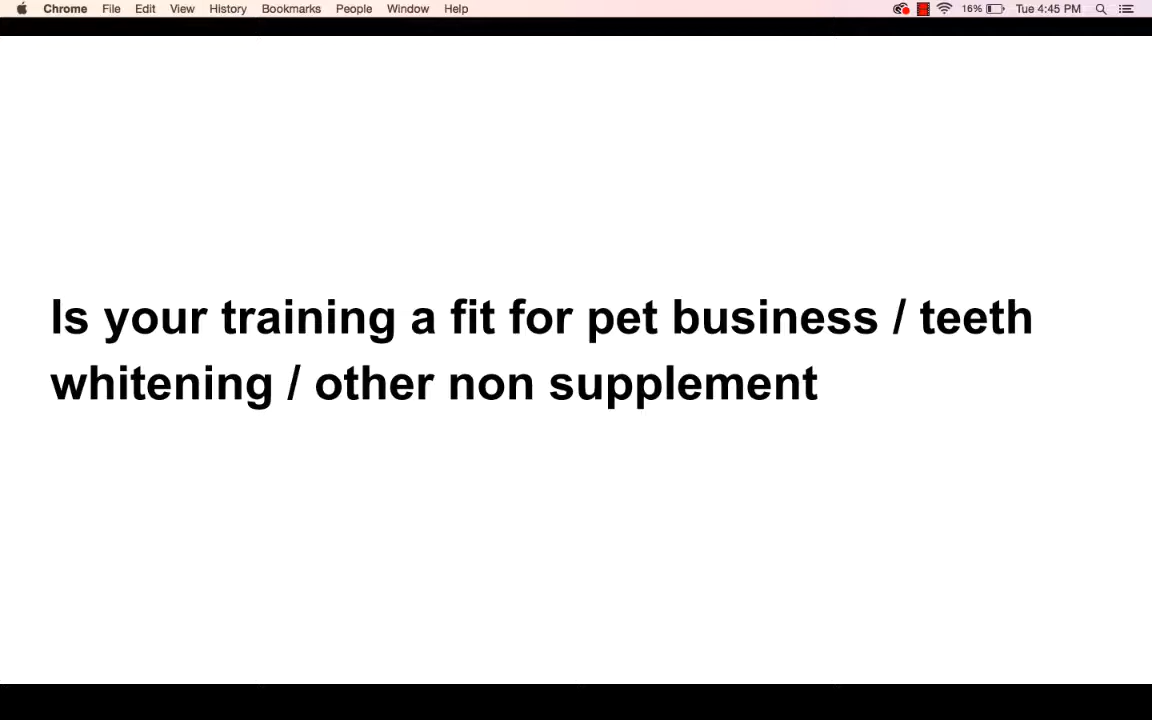 Chrome File Edit View History Bookmarks People Window Help 16% Tue 4:45 PM
Is your training a fit for pet business / teeth
whitening / other non supplement